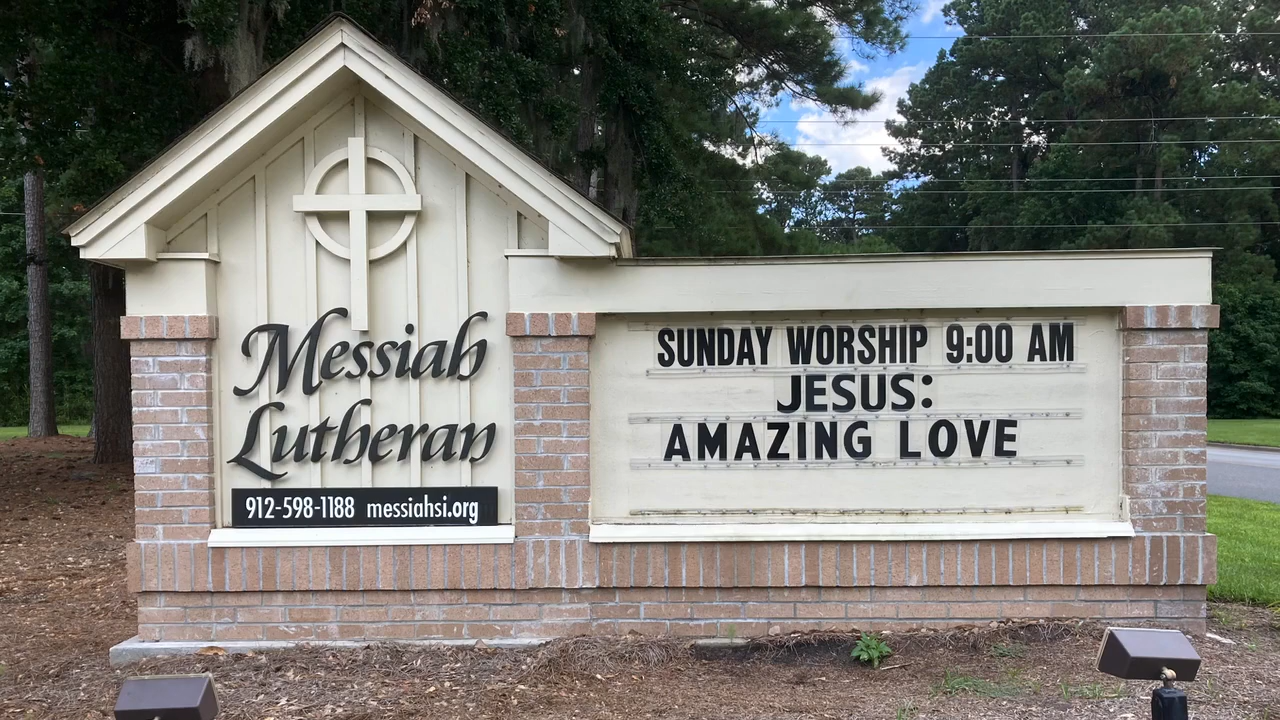 Messiah
Lutheran
912-598-1188 messiahsi.org
SUNDAY WORSHIP 9:00 AM
JESUS:
AMAZING LOVE